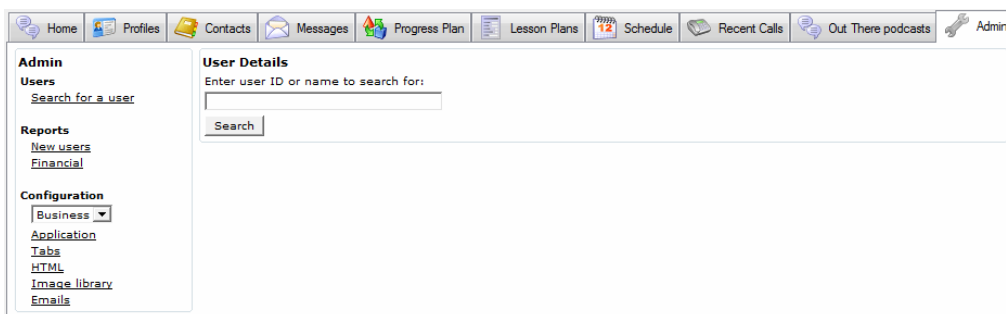 Home Profiles Contacts Messages Progress Plan Lesson Plans 12 Schedule Recent Calls Out There podcasts Admin
Admin
Users
Search for a user
Reports
New users
Financial
Configuration
Business
Application
Tabs
HTML
Image library
Emails
User Details
Enter user ID or name to search for:
Search